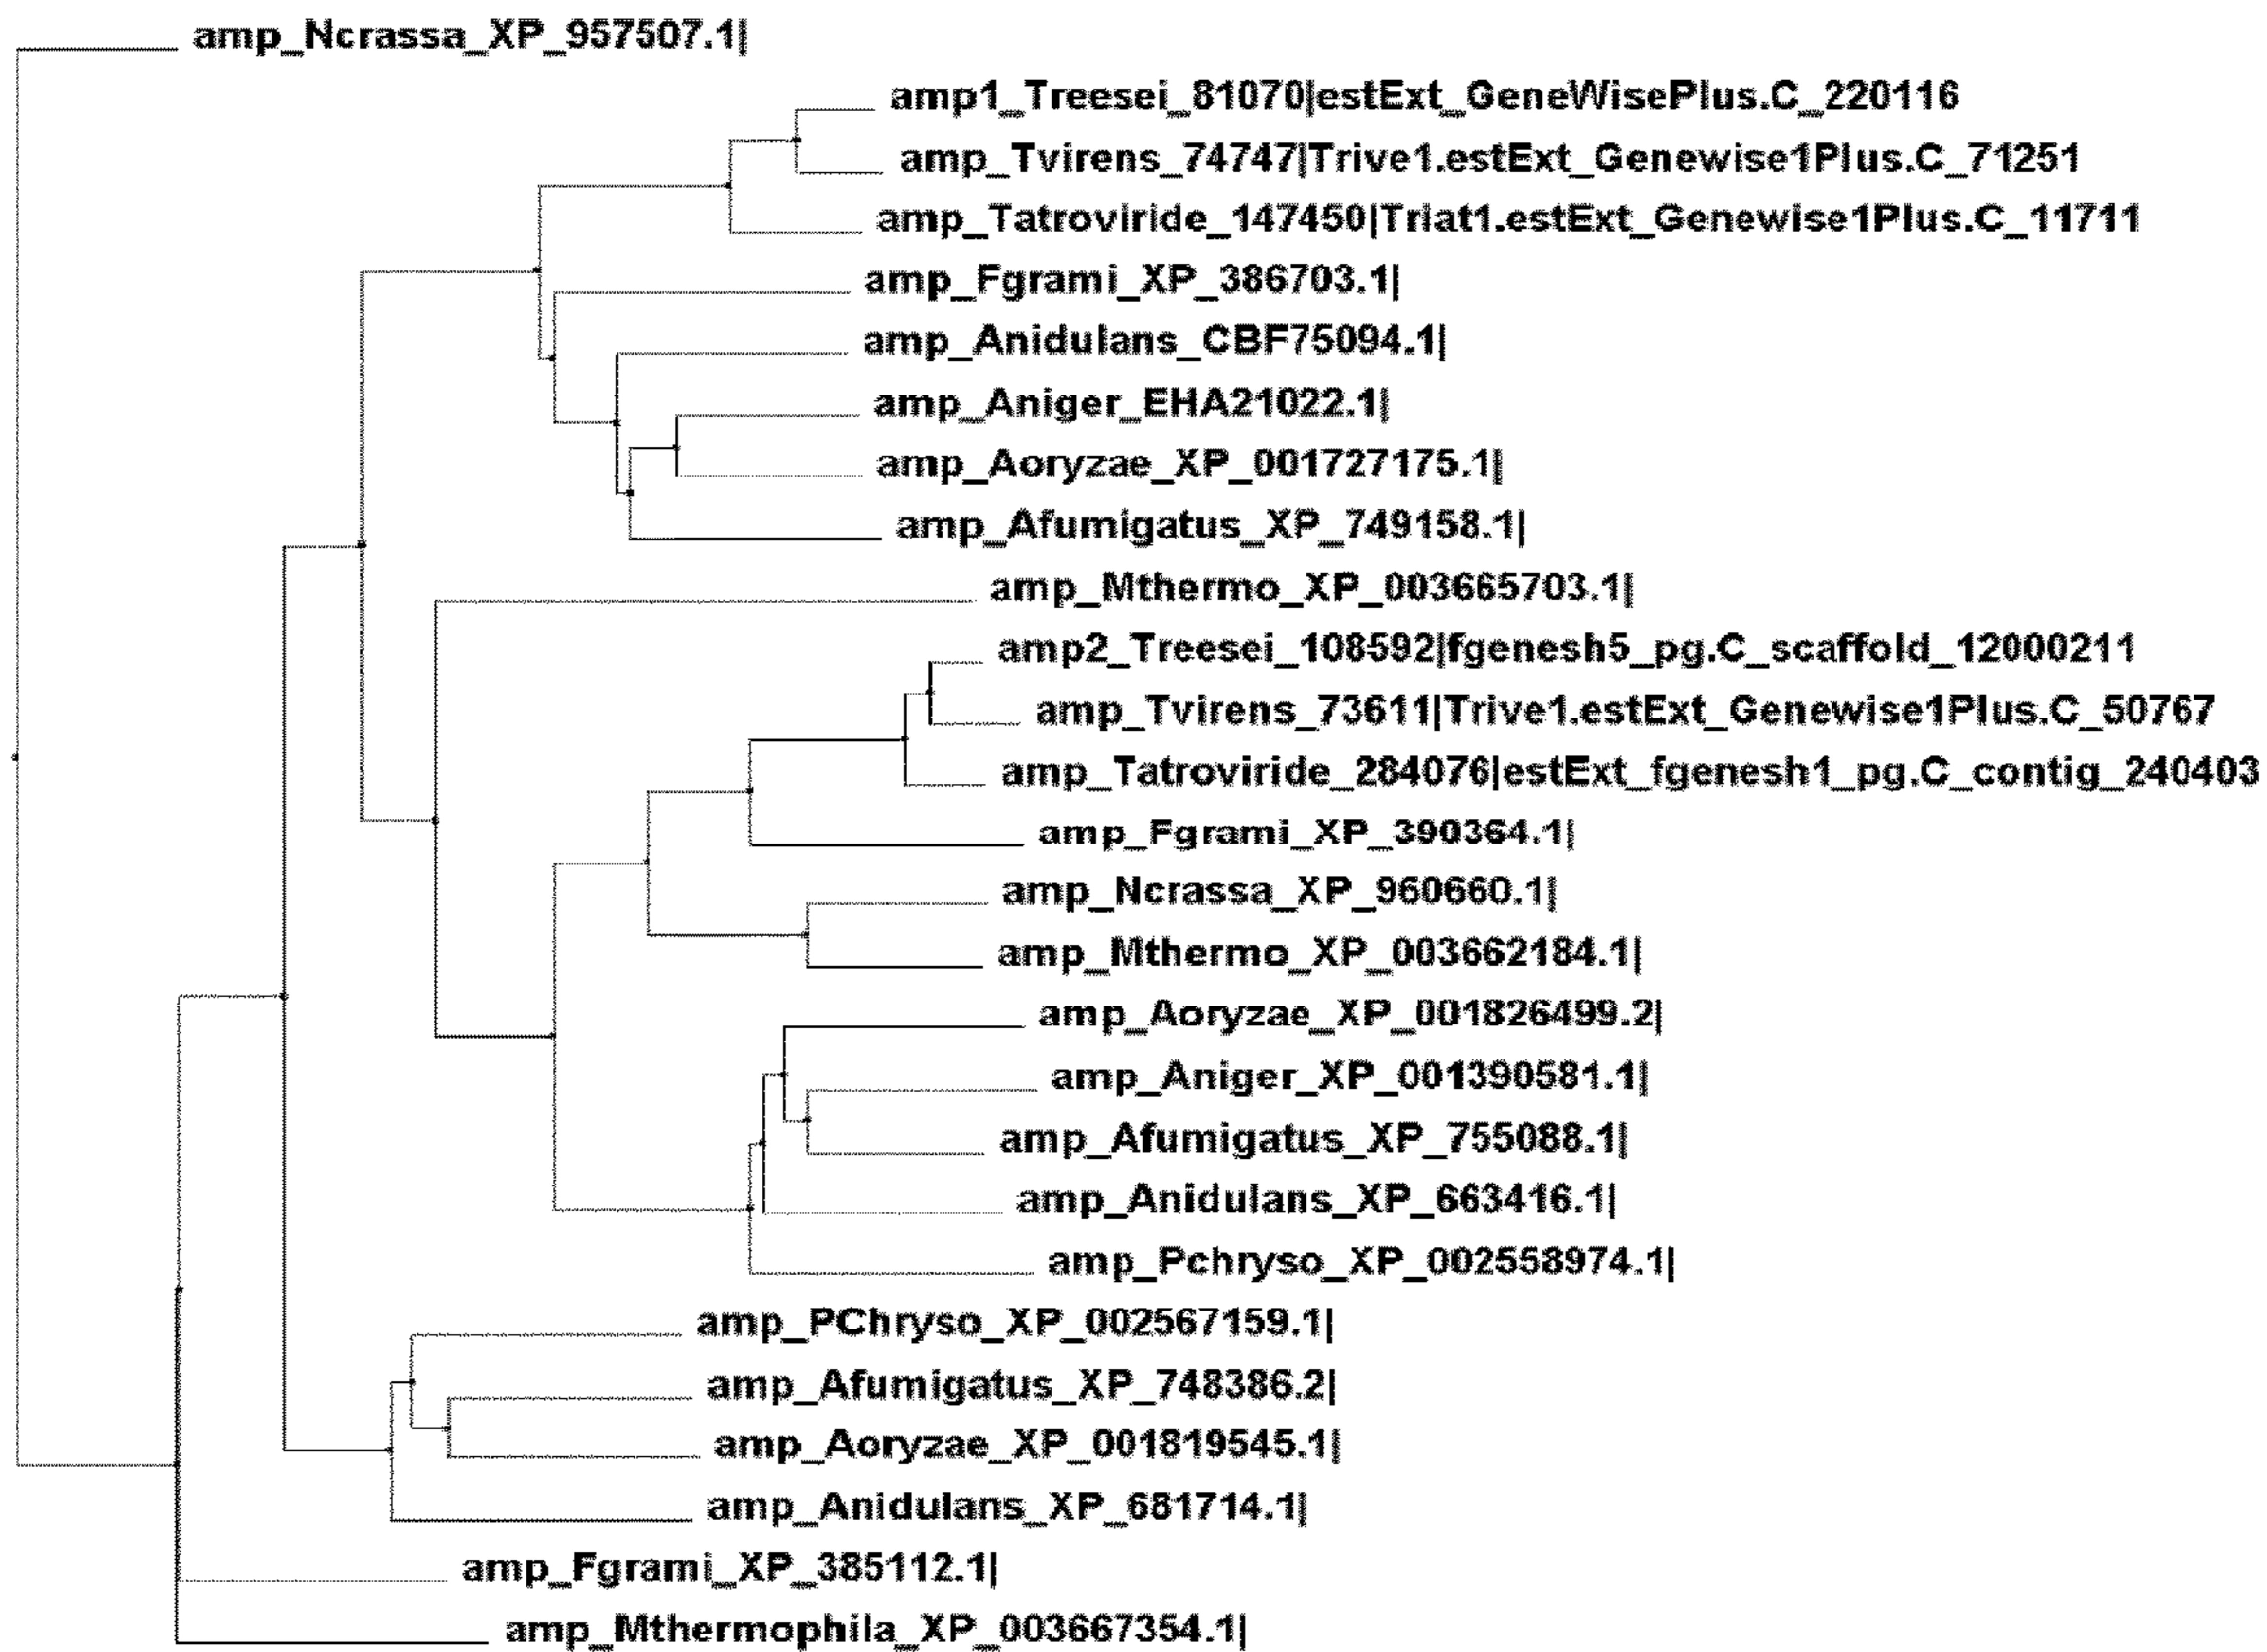 amp_Ncrassa_XP_957507.1|
amp1_Treesei_81070|estExt_GeneWisePlus.C_220116
amp_Tvirens_74747|Trive1.estExt_Genewise1Plus.C_71251
amp_Tatroviride_147450|Triat1.estExt_Genewise1Plus.C_11711
amp_Fgrami_XP_386703.1|
amp_Anidulans_CBF75094.1|
amp_Aniger_EHA21022.1|
amp_Aoryzae_XP_001727175.1|
amp_Afumigatus_XP_749158.1|
amp_Mthermo_XP_003665703.1|
amp2_Treesei_108592|fgenesh5_pg.C_scaffold_12000211
amp_Tvirens_73611|Trive1.estExt_Genewise1Plus.C_50767
amp_Tatroviride_284076|estExt_fgenesh1_pg.C_contig_240403
amp_Fgrami_XP_390364.1|
amp_Ncrassa_XP_960660.1|
amp_Mthermo_XP_003662184.1|
amp_Aoryzae_XP_001826499.2|
amp_Aniger_XP_001390581.1|
amp_Afumigatus_XP_755088.1|
amp_Anidulans_XP_663416.1|
amp_Pchryso_XP_002558974.1|
amp_PChryso_XP_002567159.1|
amp_Afumigatus_XP_748386.2|
amp_Aoryzae_XP_001819545.1|
amp_Anidulans_XP_681714.1|
amp_Fgrami_XP_385112.1|
amp_Mthermophila_XP_003667354.1|